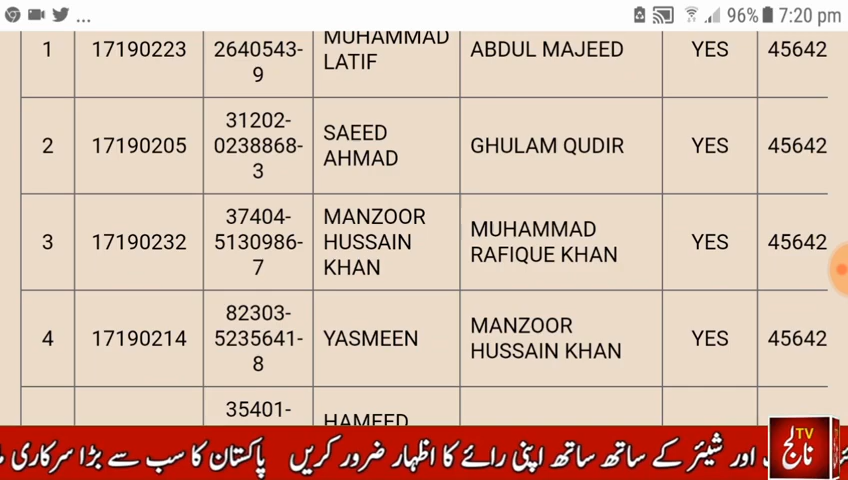 ... 96% 7:20 pm
1 17190223 2640543-9 MUHAMMAD LATIF ABDUL MAJEED YES 45642
2 17190205 31202-0238868-3 SAEED AHMAD GHULAM QUDIR YES 45642
3 17190232 37404-5130986-7 MANZOOR HUSSAIN KHAN MUHAMMAD RAFIQUE KHAN YES 45642
4 17190214 82303-5235641-8 YASMEEN MANZOOR HUSSAIN KHAN YES 45642
35401- HAMEED
اور شیئر کے ساتھ ساتھ اپنی رائے کا اظہار ضرور کریں پاکستان کا سب سے بڑا سرکاری
TV
نالج